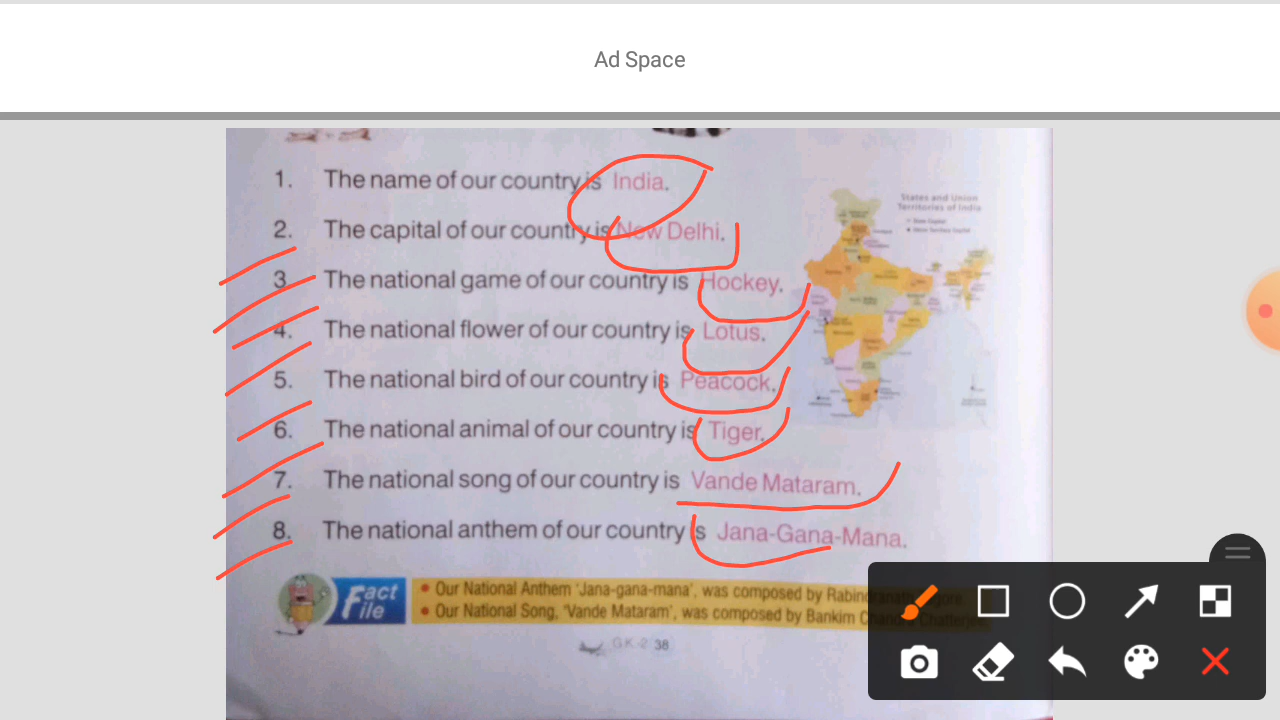 Ad Space
1. The name of our country is India.
States and Union
Territories of India
2. The capital of our country is New Delhi.
3. The national game of our country is Hockey.
4. The national flower of our country is Lotus.
5. The national bird of our country is Peacock.
6. The national animal of our country is Tiger.
7. The national song of our country is Vande Mataram.
8. The national anthem of our country is Jana-Gana-Mana.
Fact File
• Our National Anthem 'Jana-gana-mana', was composed by Rabindranath Tagore
• Our National Song, 'Vande Mataram', was composed by Bankim Chandra Chatterjee
GK-2 38